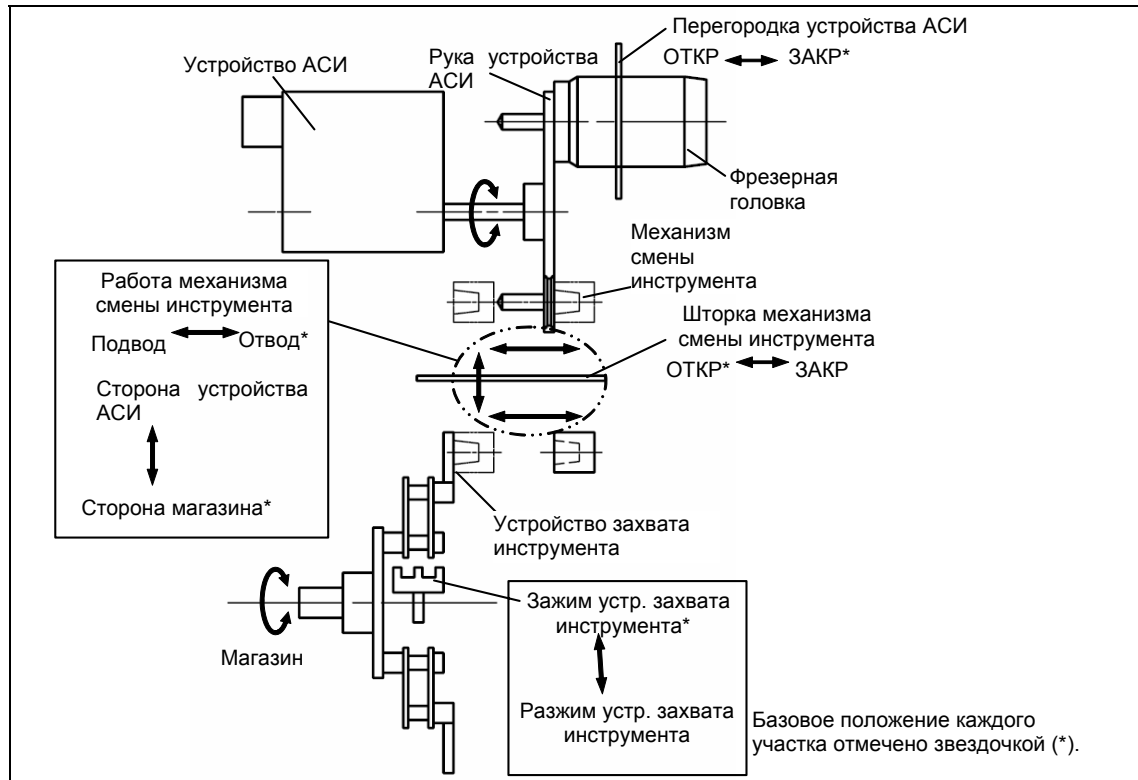 Перегородка устройства АСИ
ОТКР ЗАКР*
Рука устройства
АСИ
Устройство АСИ
Фрезерная
головка
Механизм
смены
инструмента
Работа механизма
смены инструмента
Подвод Отвод*
Сторона устройства
АСИ
Сторона магазина*
Шторка механизма
смены инструмента
ОТКР* ЗАКР
Устройство захвата
инструмента
Зажим устр. захвата
инструмента*
Разжим устр. захвата
инструмента
Магазин
Базовое положение каждого
участка отмечено звездочкой (*).